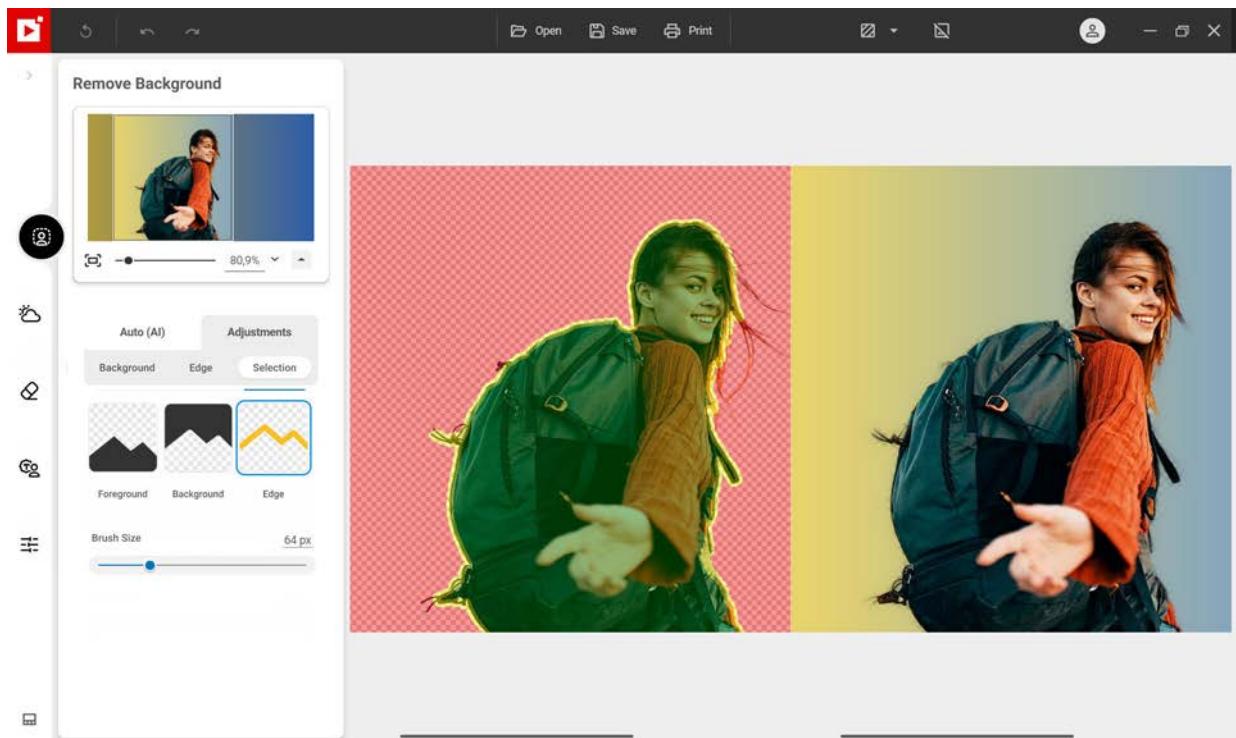 Open Save Print
Remove Background
80,9%
Auto (AI) Adjustments
Background Edge Selection
Foreground Background Edge
Brush Size 64 px